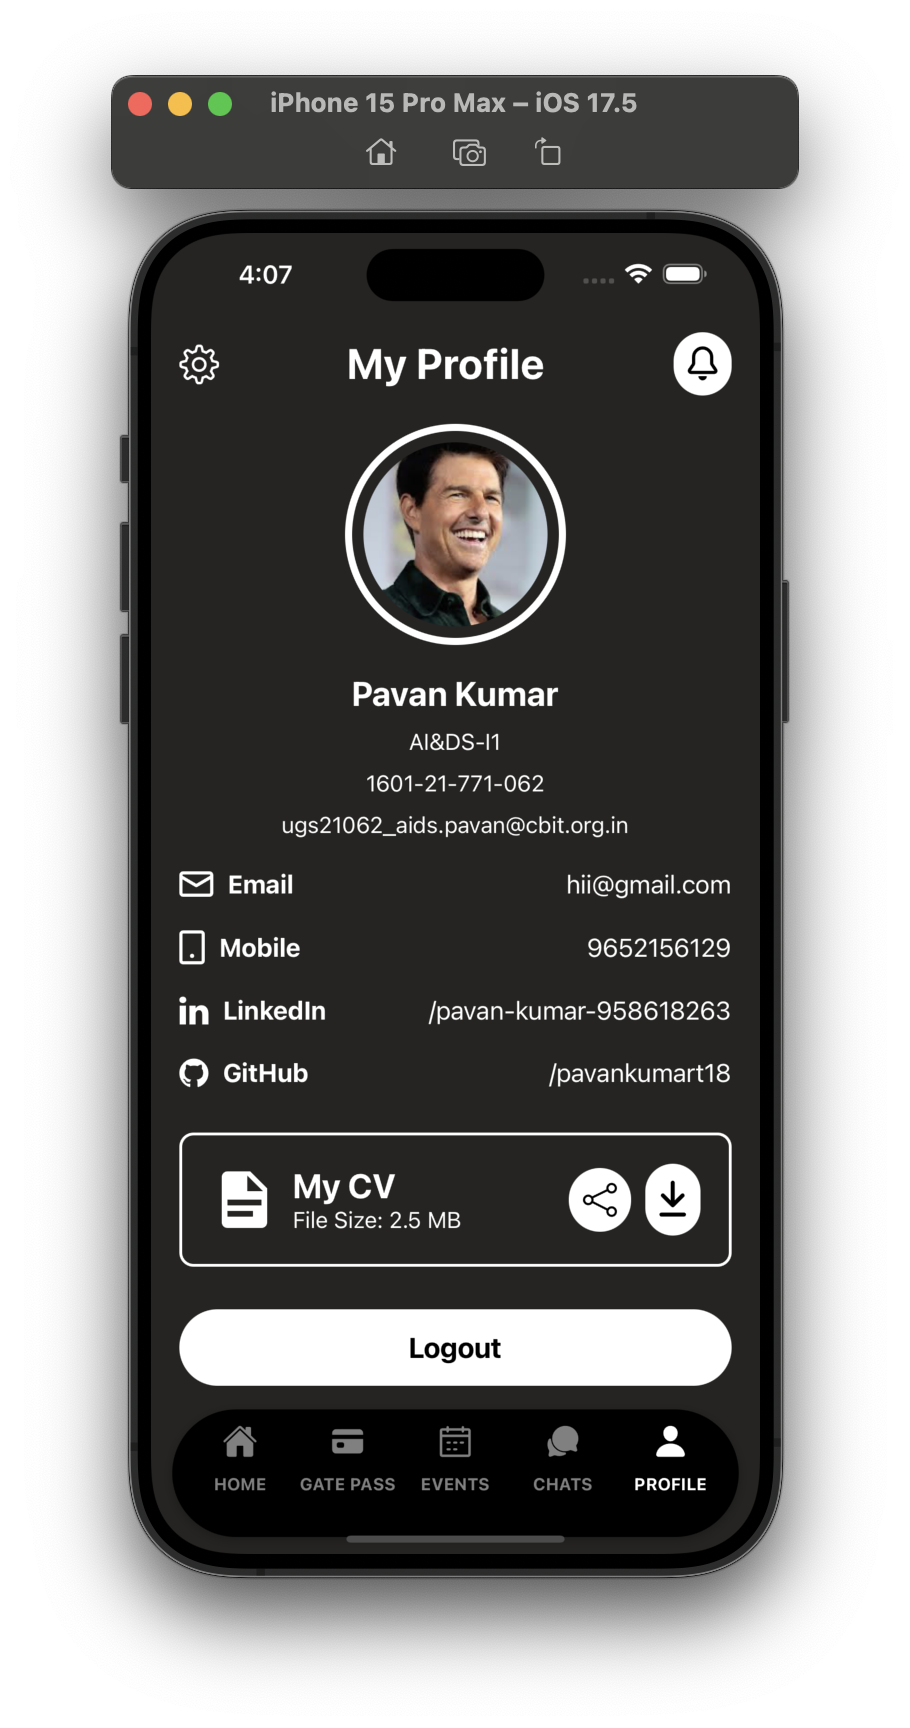 iPhone 15 Pro Max – iOS 17.5
4:07
My Profile
Pavan Kumar
AI&DS-I1
1601-21-771-062
ugs21062_aids.pavan@cbit.org.in
Email hii@gmail.com
Mobile 9652156129
LinkedIn /pavan-kumar-958618263
GitHub /pavankumart18
My CV
File Size: 2.5 MB
Logout
HOME GATE PASS EVENTS CHATS PROFILE